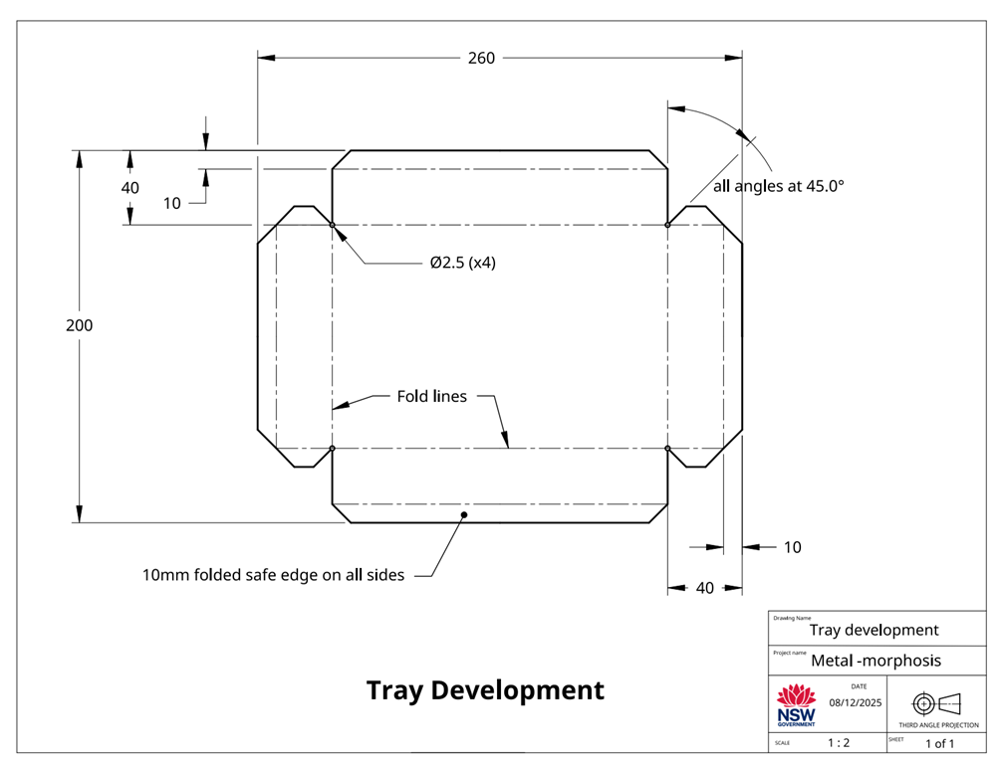 260
40
10
all angles at 45.0°
Ø2.5 (x4)
200
Fold lines
10
10mm folded safe edge on all sides
40
Tray Development
Drawing Name
Tray development
Project name
Metal -morphosis
NSW
GOVERNMENT
DATE
08/12/2025
THIRD ANGLE PROJECTION
SCALE
1 : 2
SHEET
1 of 1